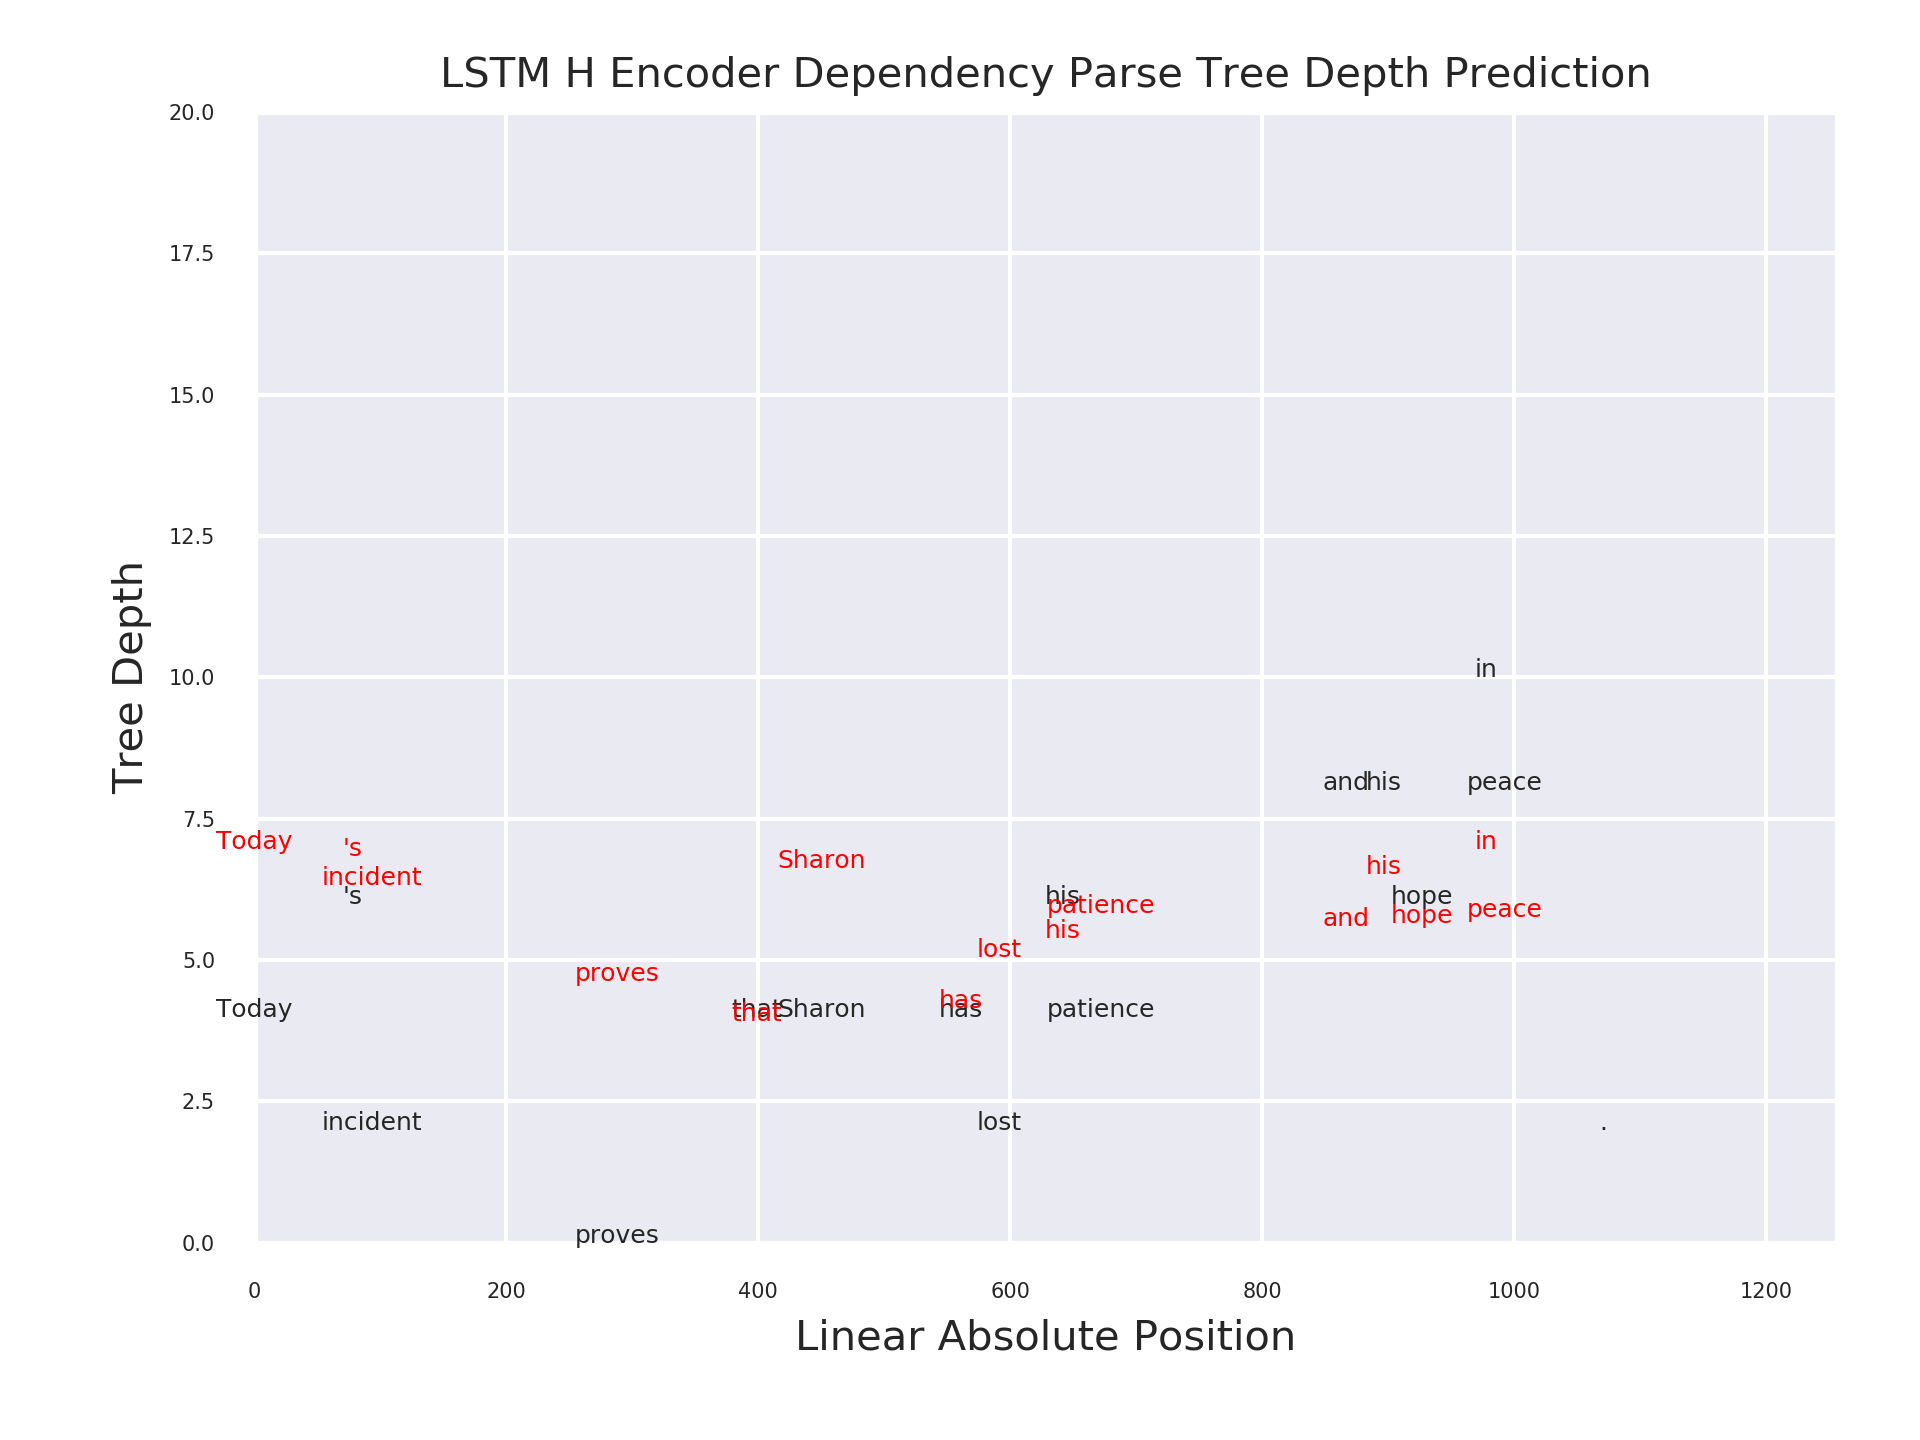 LSTM H Encoder Dependency Parse Tree Depth Prediction
20.0
17.5
15.0
12.5
10.0
7.5
5.0
2.5
0.0
Tree Depth
in
and his peace
Today 's Sharon in
incident his
's his hope
patience and hope peace
his
lost
proves
has
Today that Sharon has patience
that
incident lost .
proves
0 200 400 600 800 1000 1200
Linear Absolute Position